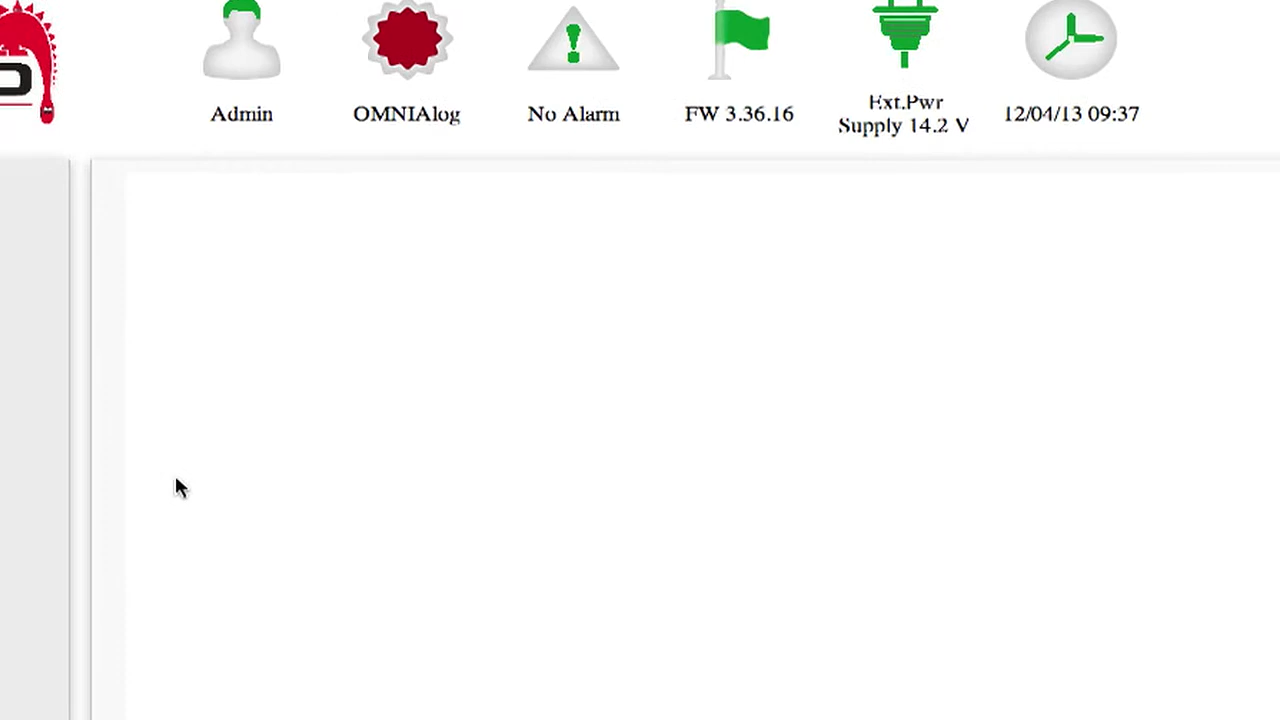 Admin
OMNIAlog
No Alarm
FW 3.36.16
Ext.Pwr
Supply 14.2 V
12/04/13 09:37